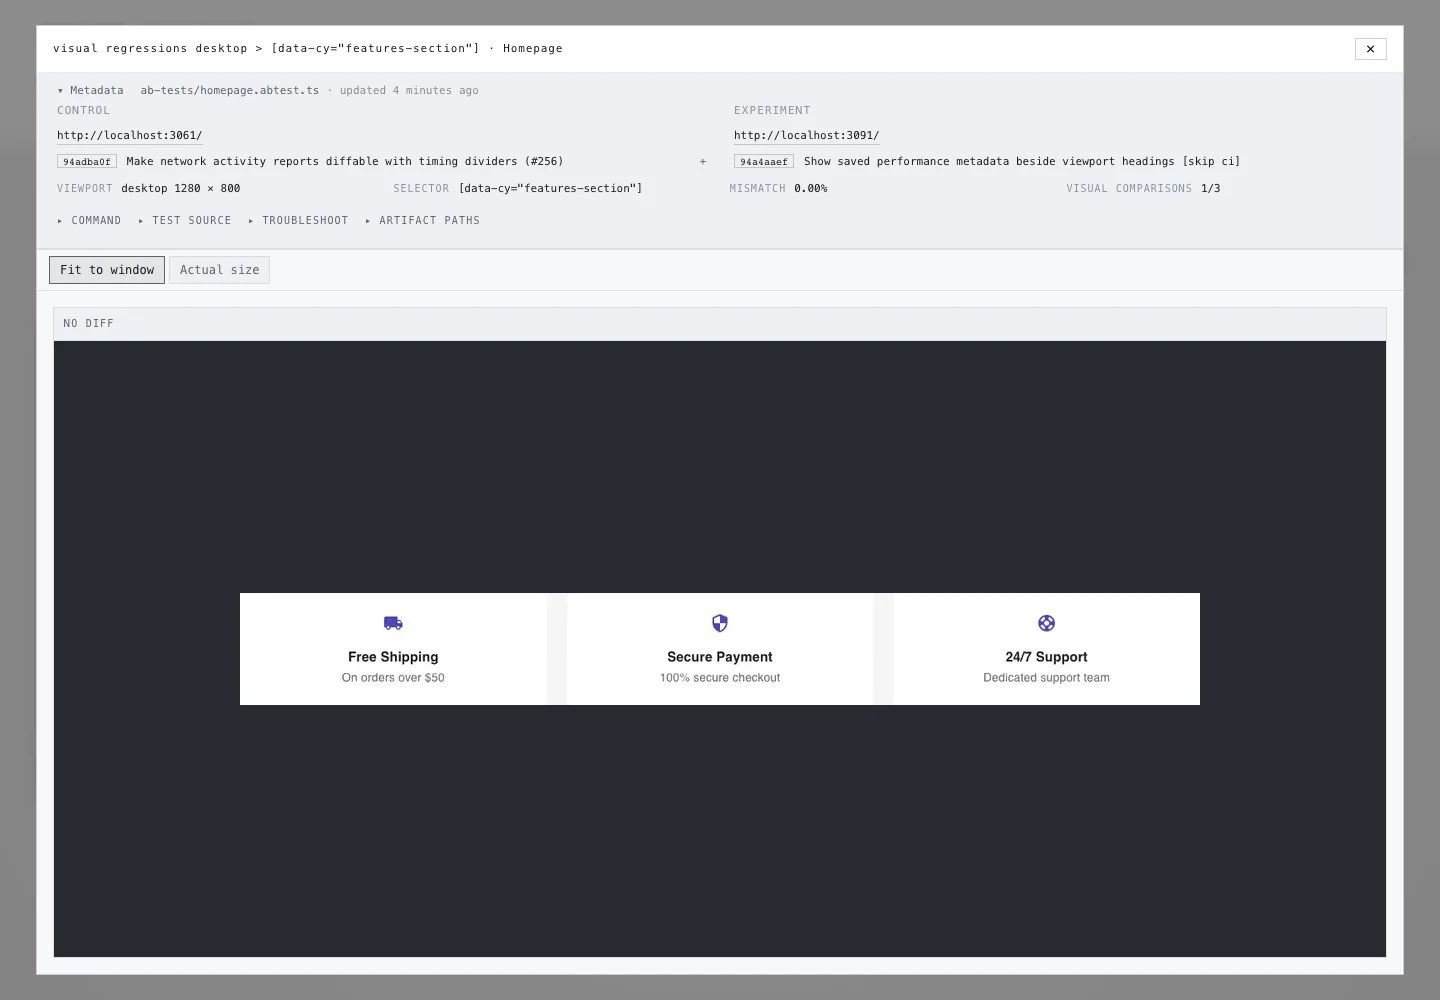 visual regressions desktop > [data-cy="features-section"] · Homepage ✕
▾ Metadata ab-tests/homepage.abtest.ts · updated 4 minutes ago
CONTROL EXPERIMENT
http://localhost:3061/ http://localhost:3091/
94adba0f Make network activity reports diffable with timing dividers (#256) + 94a4aaef Show saved performance metadata beside viewport headings [skip ci]
VIEWPORT desktop 1280 × 800 SELECTOR [data-cy="features-section"] MISMATCH 0.00% VISUAL COMPARISONS 1/3
▸ COMMAND ▸ TEST SOURCE ▸ TROUBLESHOOT ▸ ARTIFACT PATHS
Fit to window Actual size
NO DIFF
Free Shipping Secure Payment 24/7 Support
On orders over $50 100% secure checkout Dedicated support team